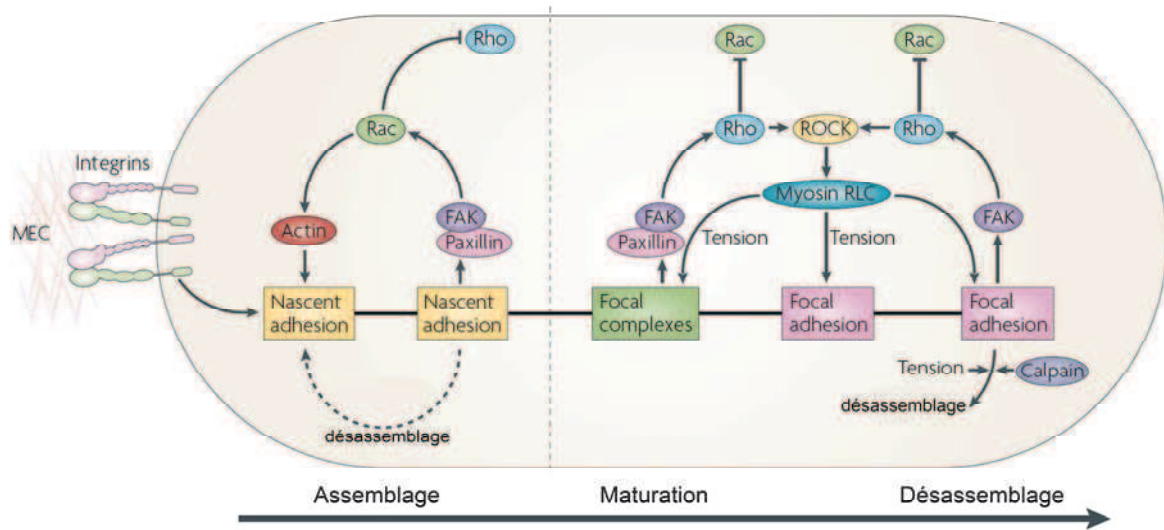 Rho
Rac
Rac
Rac
Rho
ROCK
Rho
Integrins
MEC
Actin
FAK
Paxillin
FAK
Paxillin
Myosin RLC
Tension
Tension
FAK
Nascent
adhesion
Nascent
adhesion
Focal
complexes
Focal
adhesion
Focal
adhesion
Tension
Calpain
désassemblage
désassemblage
Assemblage
Maturation
Désassemblage